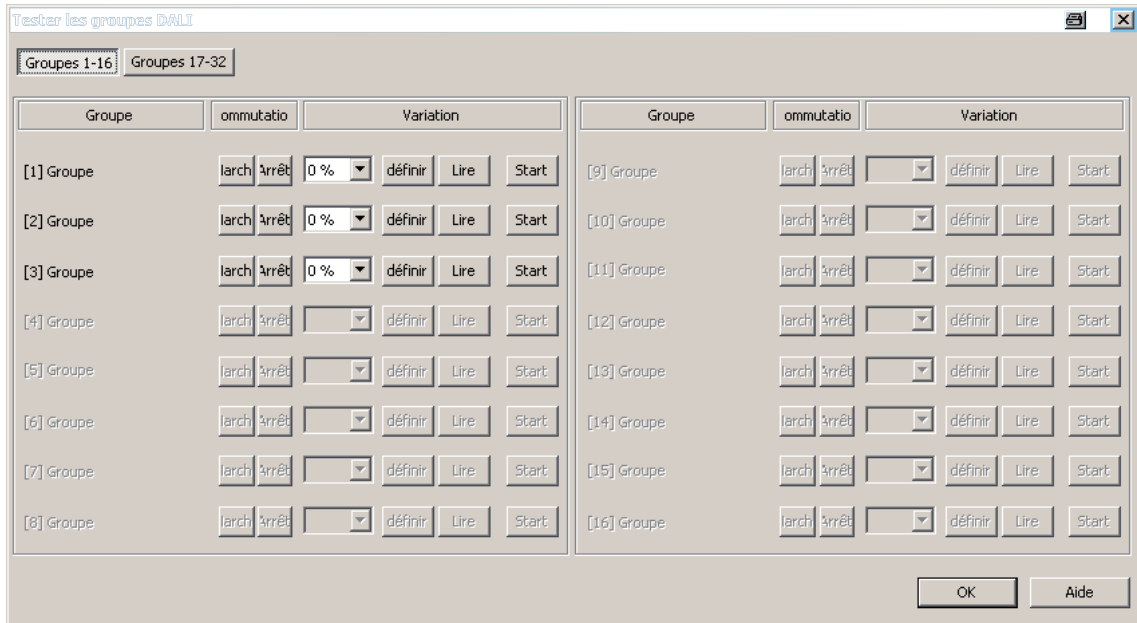 Tester les groupes DALI
Groupes 1-16 Groupes 17-32
Groupe ommutatio Variation Groupe ommutatio Variation
[1] Groupe larch Arrêt 0 % définir Lire Start [9] Groupe larch Arrêt définir Lire Start
[2] Groupe larch Arrêt 0 % définir Lire Start [10] Groupe larch Arrêt définir Lire Start
[3] Groupe larch Arrêt 0 % définir Lire Start [11] Groupe larch Arrêt définir Lire Start
[4] Groupe larch Arrêt définir Lire Start [12] Groupe larch Arrêt définir Lire Start
[5] Groupe larch Arrêt définir Lire Start [13] Groupe larch Arrêt définir Lire Start
[6] Groupe larch Arrêt définir Lire Start [14] Groupe larch Arrêt définir Lire Start
[7] Groupe larch Arrêt définir Lire Start [15] Groupe larch Arrêt définir Lire Start
[8] Groupe larch Arrêt définir Lire Start [16] Groupe larch Arrêt définir Lire Start
OK Aide